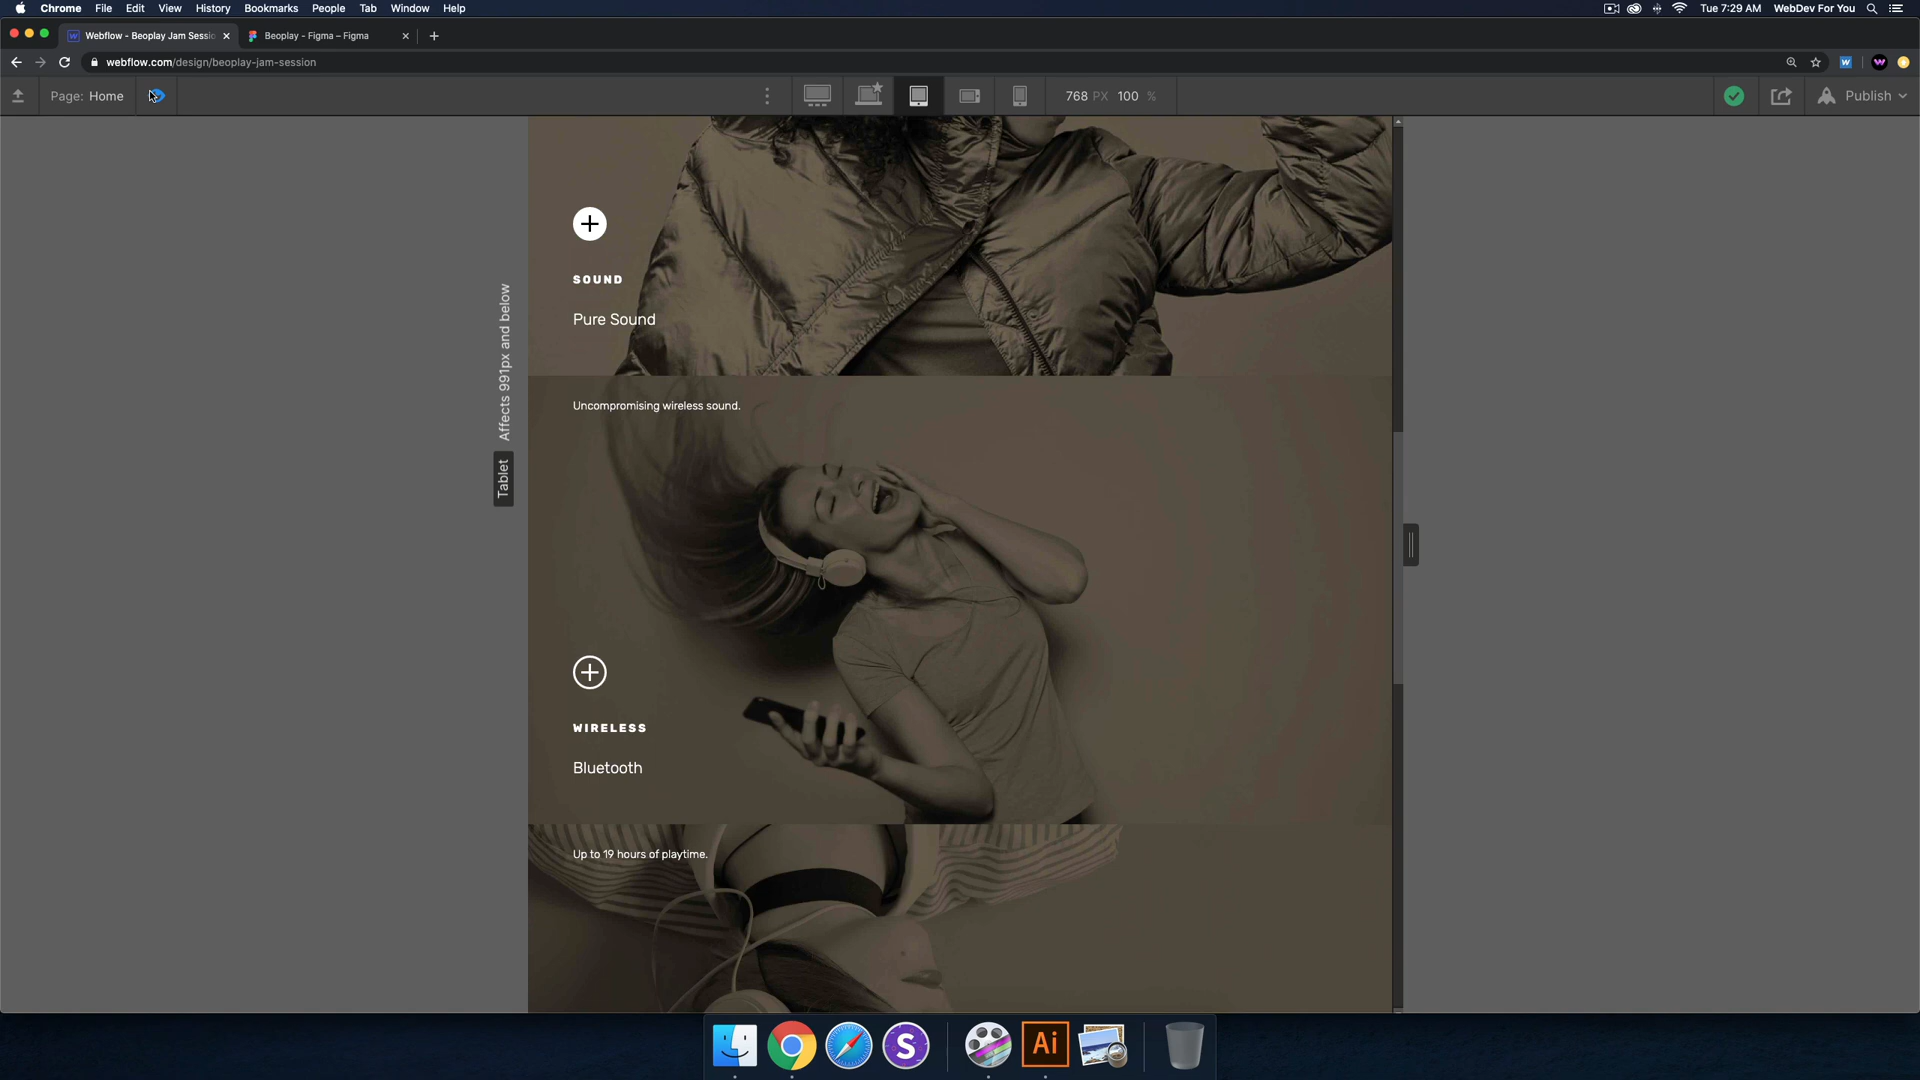 Chrome File Edit View History Bookmarks People Tab Window Help
Tue 7:29 AM WebDev For You
Webflow - Beoplay Jam Sessi
Beoplay - Figma – Figma
webflow.com/design/beoplay-jam-session
Page: Home
768 PX 100 %
Publish
SOUND
Pure Sound
Affects 991px and below
Tablet
Uncompromising wireless sound.
WIRELESS
Bluetooth
Up to 19 hours of playtime.
S
Ai